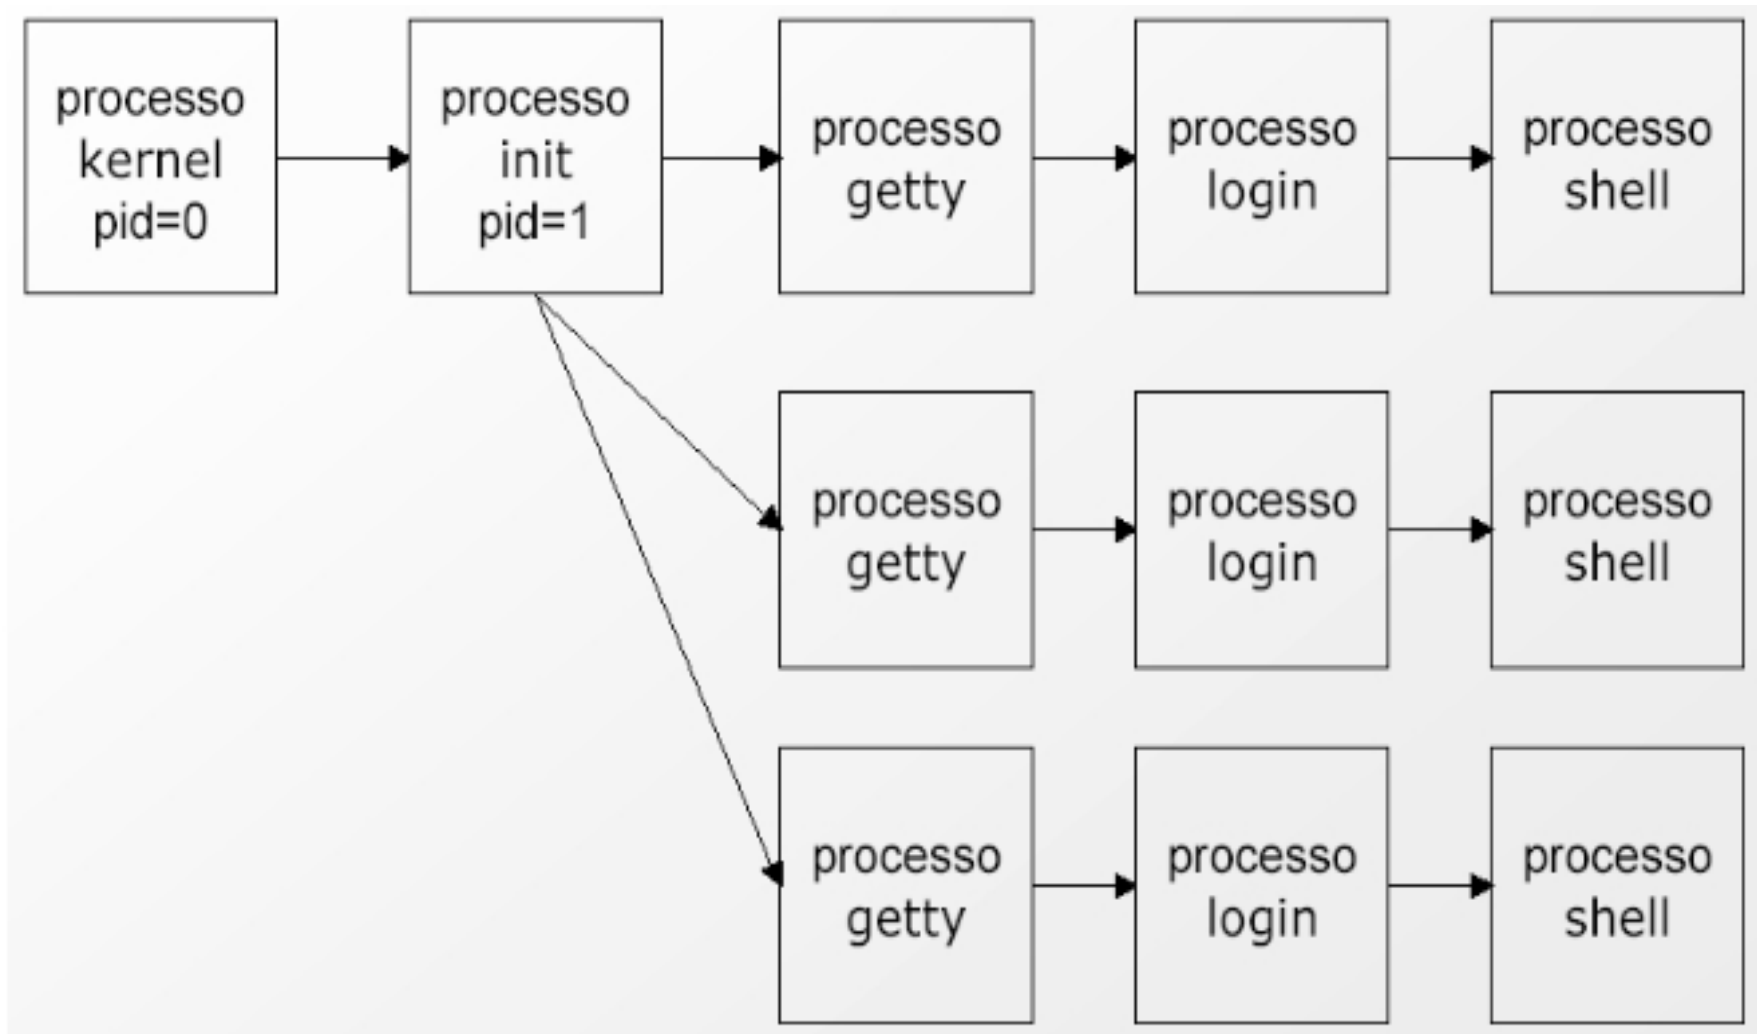 processo
kernel
pid=0
processo
init
pid=1
processo
getty
processo
login
processo
shell
processo
getty
processo
login
processo
shell
processo
getty
processo
login
processo
shell